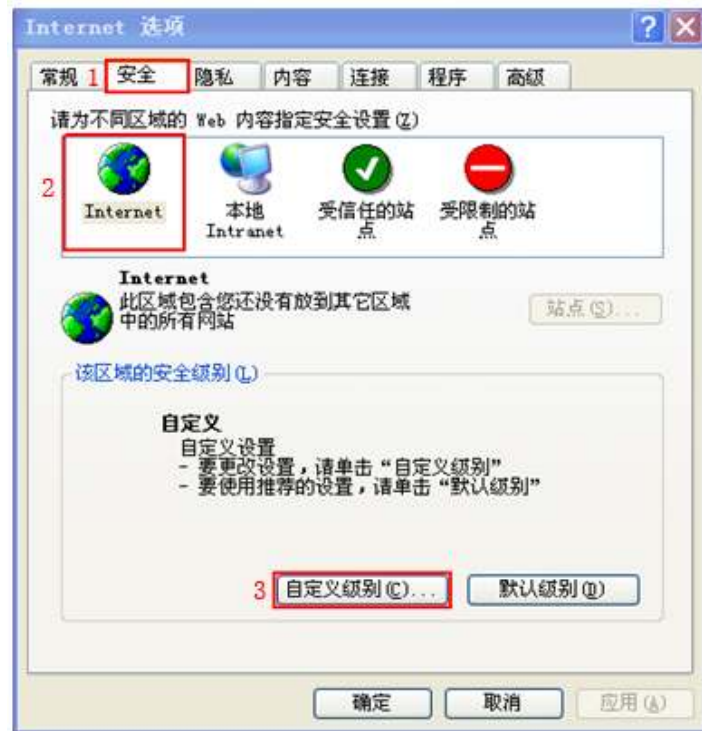 Internet 选项
常规 1 安全 隐私 内容 连接 程序 高级
请为不同区域的 Web 内容指定安全设置(Z)
2
Internet 本地 Intranet 受信任的站点 受限制的站点
Internet
此区域包含您还没有放到其它区域
中的所有网站
站点(S)...
该区域的安全级别(L)
自定义
自定义设置
- 要更改设置，请单击“自定义级别”
- 要使用推荐的设置，请单击“默认级别”
3 自定义级别(C)... 默认级别(D)
确定 取消 应用(A)